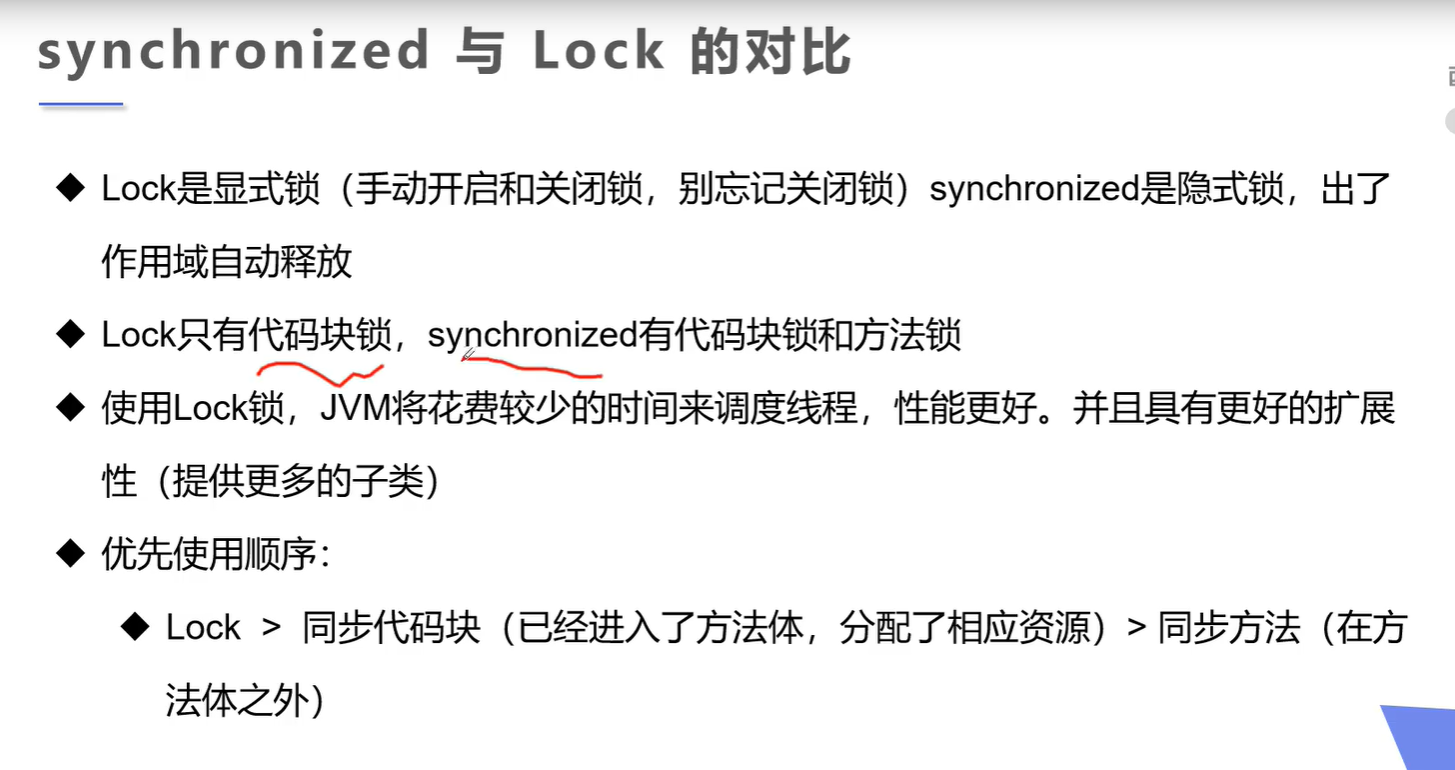 synchronized 与 Lock 的对比
◆ Lock是显式锁（手动开启和关闭锁，别忘记关闭锁）synchronized是隐式锁，出了
作用域自动释放
◆ Lock只有代码块锁，synchronized有代码块锁和方法锁
◆ 使用Lock锁，JVM将花费较少的时间来调度线程，性能更好。并且具有更好的扩展
性（提供更多的子类）
◆ 优先使用顺序：
◆ Lock > 同步代码块（已经进入了方法体，分配了相应资源）> 同步方法（在方
法体之外）